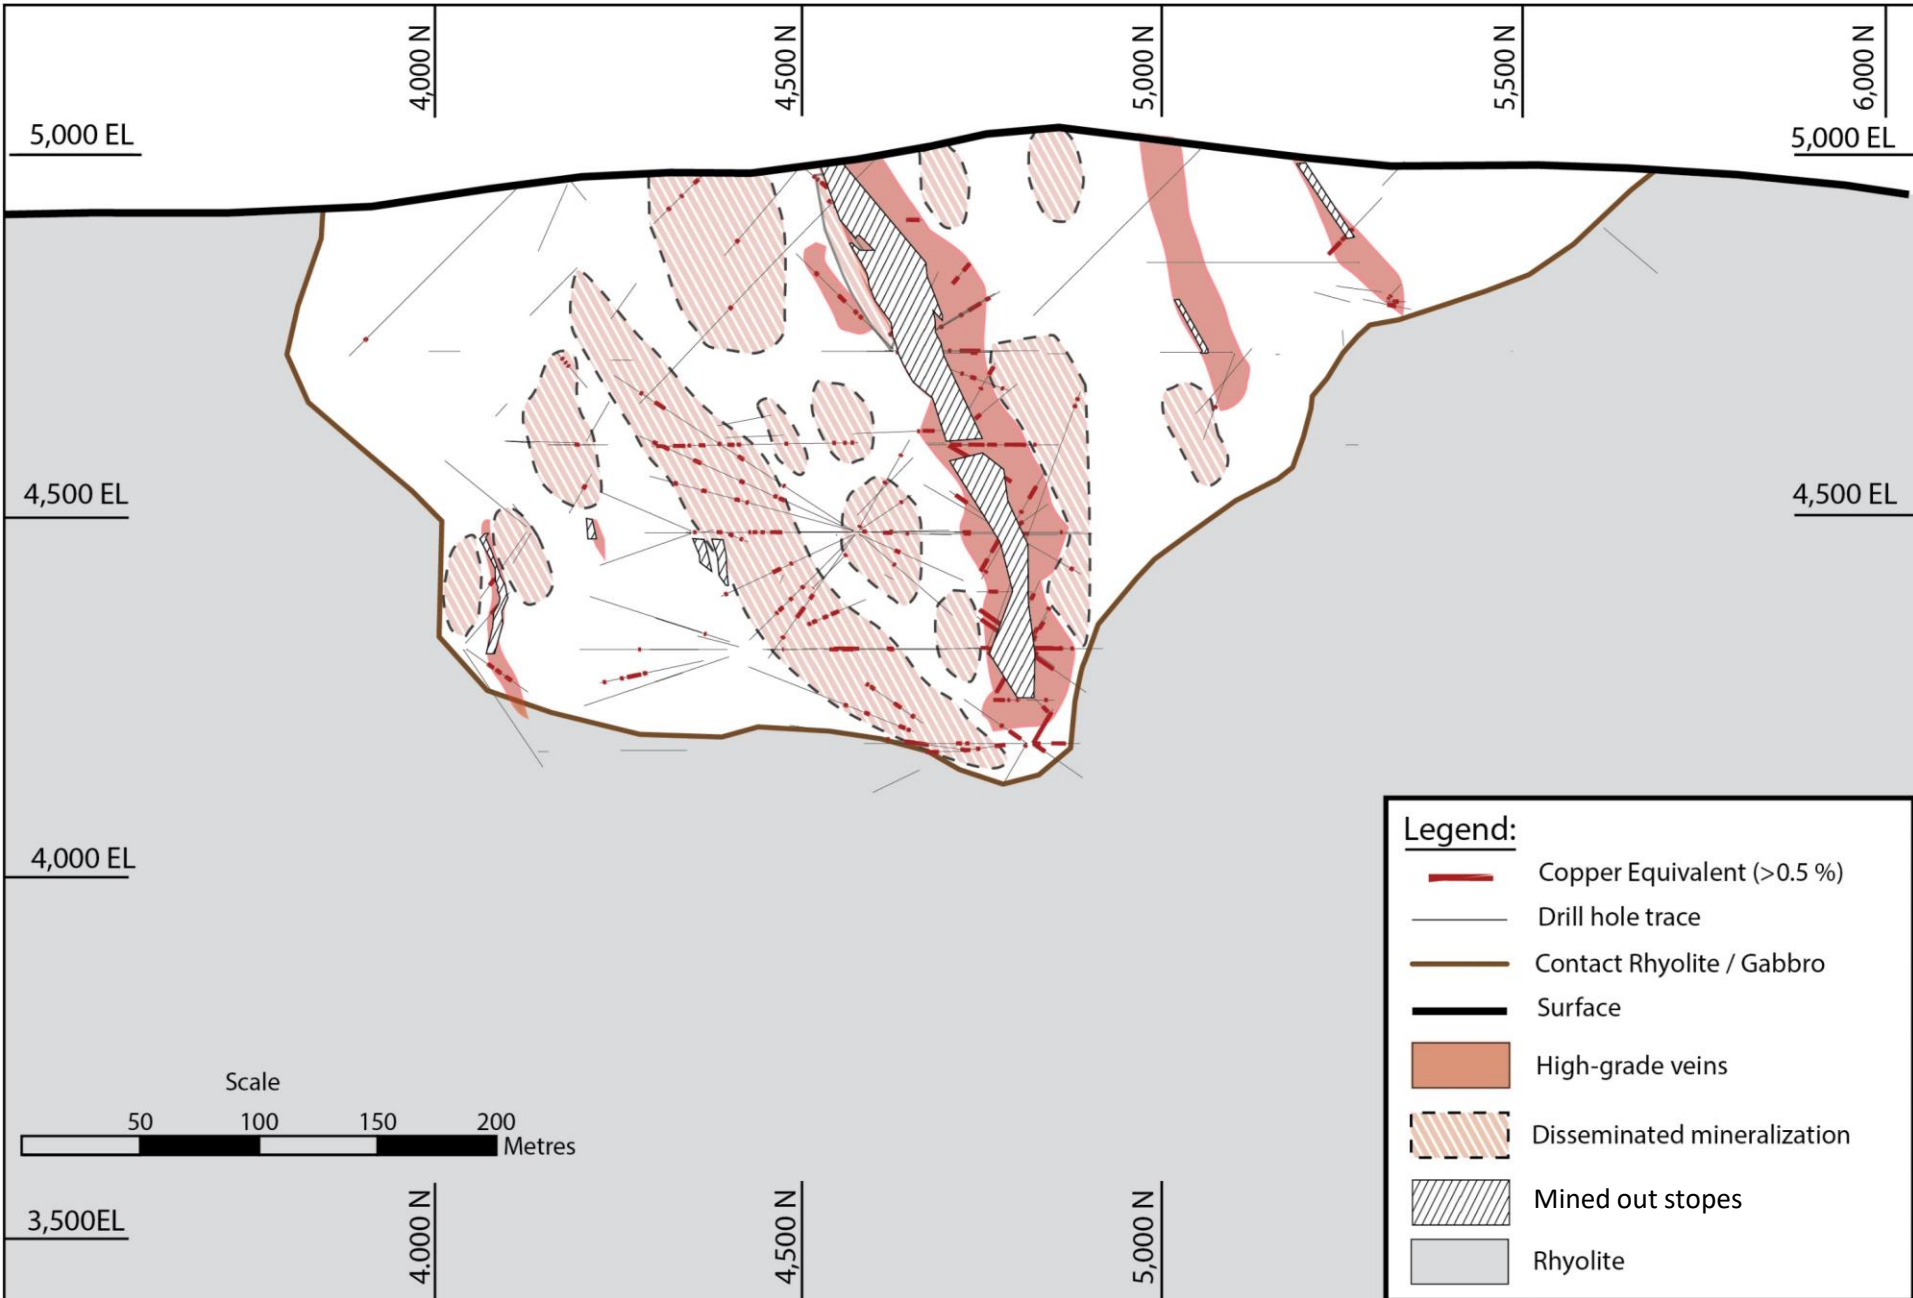 4,000 N
4,500 N
5,000 N
5,500 N
6,000 N
5,000 EL
5,000 EL
4,500 EL
4,500 EL
4,000 EL
3,500EL
Scale
50 100 150 200
Metres
4.000 N
4,500 N
5,000 N
Legend:
Copper Equivalent (>0.5 %)
Drill hole trace
Contact Rhyolite / Gabbro
Surface
High-grade veins
Disseminated mineralization
Mined out stopes
Rhyolite